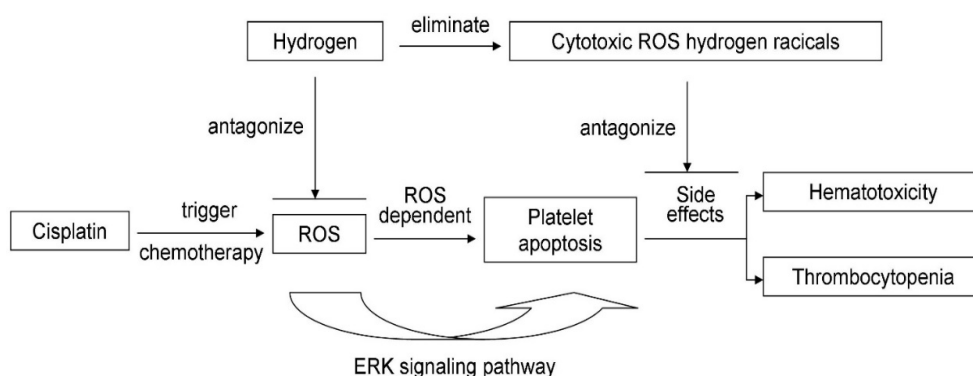 Hydrogen
eliminate
Cytotoxic ROS hydrogen racicals
antagonize
antagonize
Cisplatin
trigger
chemotherapy
ROS
ROS
dependent
Platelet
apoptosis
Side
effects
Hematotoxicity
Thrombocytopenia
ERK signaling pathway